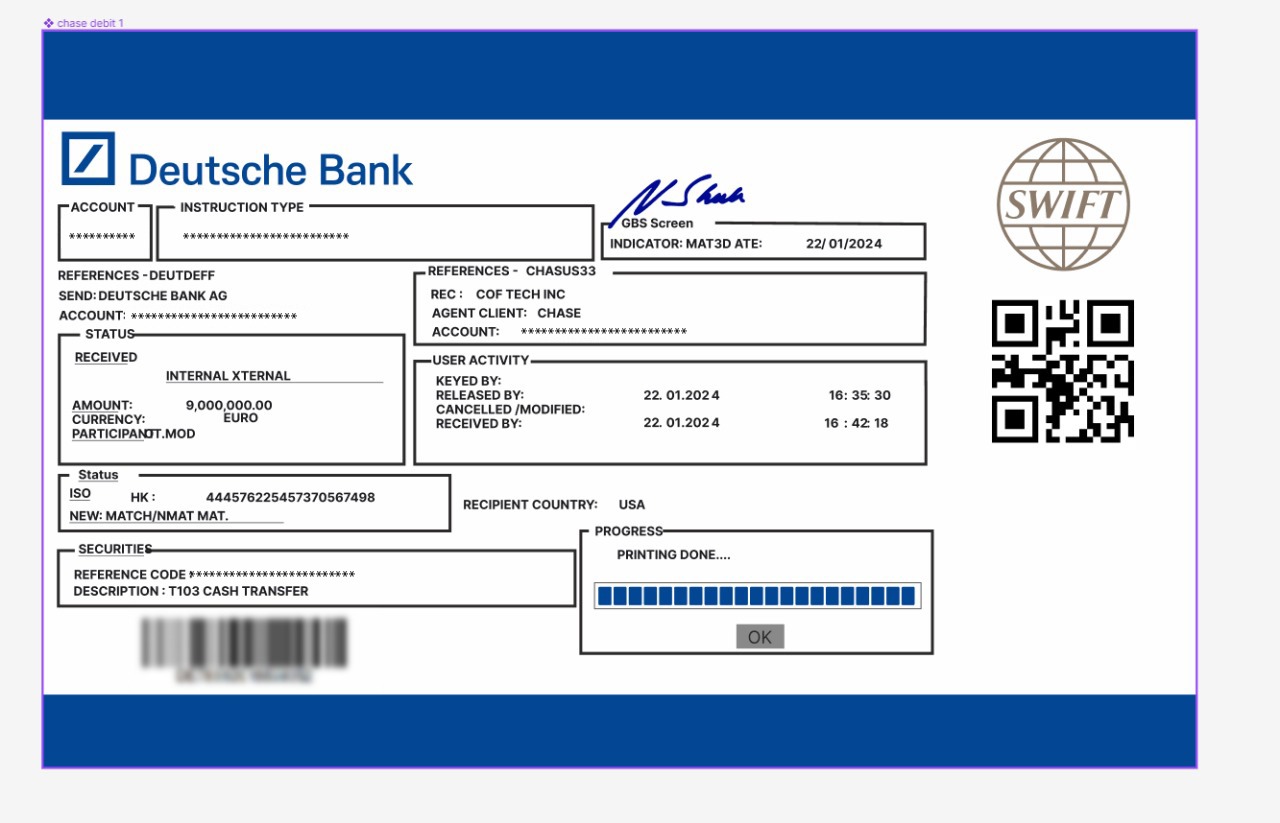 chase debit 1
Deutsche Bank
SWIFT
ACCOUNT
**********
INSTRUCTION TYPE
*************************
GBS Screen
INDICATOR: MAT3D ATE: 22/ 01/2024
REFERENCES -DEUTDEFF
SEND: DEUTSCHE BANK AG
ACCOUNT: *************************
REFERENCES - CHASUS33
REC : COF TECH INC
AGENT CLIENT: CHASE
ACCOUNT: *************************
STATUS
RECEIVED
INTERNAL XTERNAL
AMOUNT: 9,000,000.00
CURRENCY: EURO
PARTICIPANT.MOD
USER ACTIVITY
KEYED BY:
RELEASED BY: 22. 01.2024 16: 35: 30
CANCELLED /MODIFIED:
RECEIVED BY: 22. 01.2024 16 : 42: 18
Status
ISO HK : 444576225457370567498
NEW: MATCH/NMAT MAT.
RECIPIENT COUNTRY: USA
SECURITIES
REFERENCE CODE *************************
DESCRIPTION : T103 CASH TRANSFER
PROGRESS
PRINTING DONE....
OK